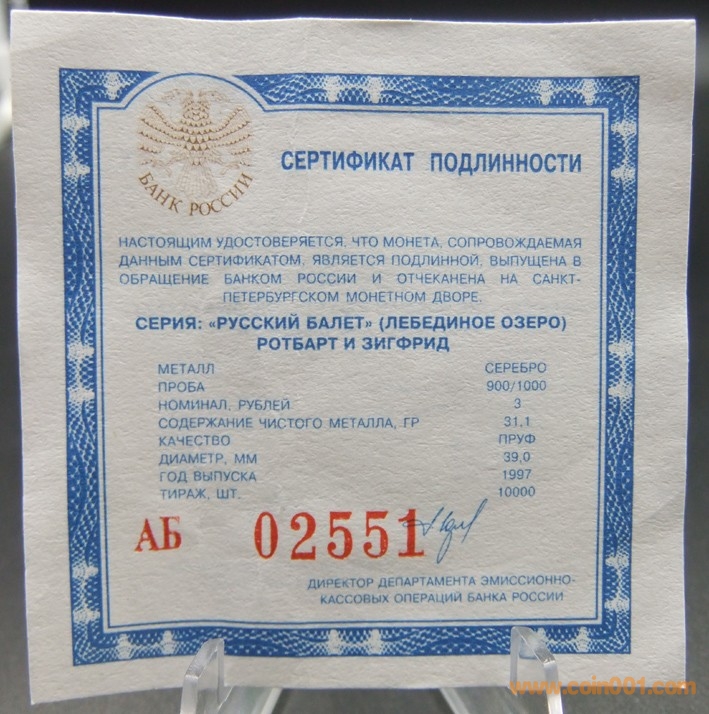 БАНК РОССИИ
СЕРТИФИКАТ ПОДЛИННОСТИ
НАСТОЯЩИМ УДОСТОВЕРЯЕТСЯ, ЧТО МОНЕТА, СОПРОВОЖДАЕМАЯ
ДАННЫМ СЕРТИФИКАТОМ, ЯВЛЯЕТСЯ ПОДЛИННОЙ, ВЫПУЩЕНА В
ОБРАЩЕНИЕ БАНКОМ РОССИИ И ОТЧЕКАНЕНА НА САНКТ-
ПЕТЕРБУРГСКОМ МОНЕТНОМ ДВОРЕ.
СЕРИЯ: «РУССКИЙ БАЛЕТ» (ЛЕБЕДИНОЕ ОЗЕРО)
РОТБАРТ И ЗИГФРИД
МЕТАЛЛ СЕРЕБРО
ПРОБА 900/1000
НОМИНАЛ, РУБЛЕЙ 3
СОДЕРЖАНИЕ ЧИСТОГО МЕТАЛЛА, ГР 31,1
КАЧЕСТВО ПРУФ
ДИАМЕТР, ММ 39,0
ГОД ВЫПУСКА 1997
ТИРАЖ, ШТ. 10000
АБ 02551
ДИРЕКТОР ДЕПАРТАМЕНТА ЭМИССИОННО-
КАССОВЫХ ОПЕРАЦИЙ БАНКА РОССИИ
www.coin001.com